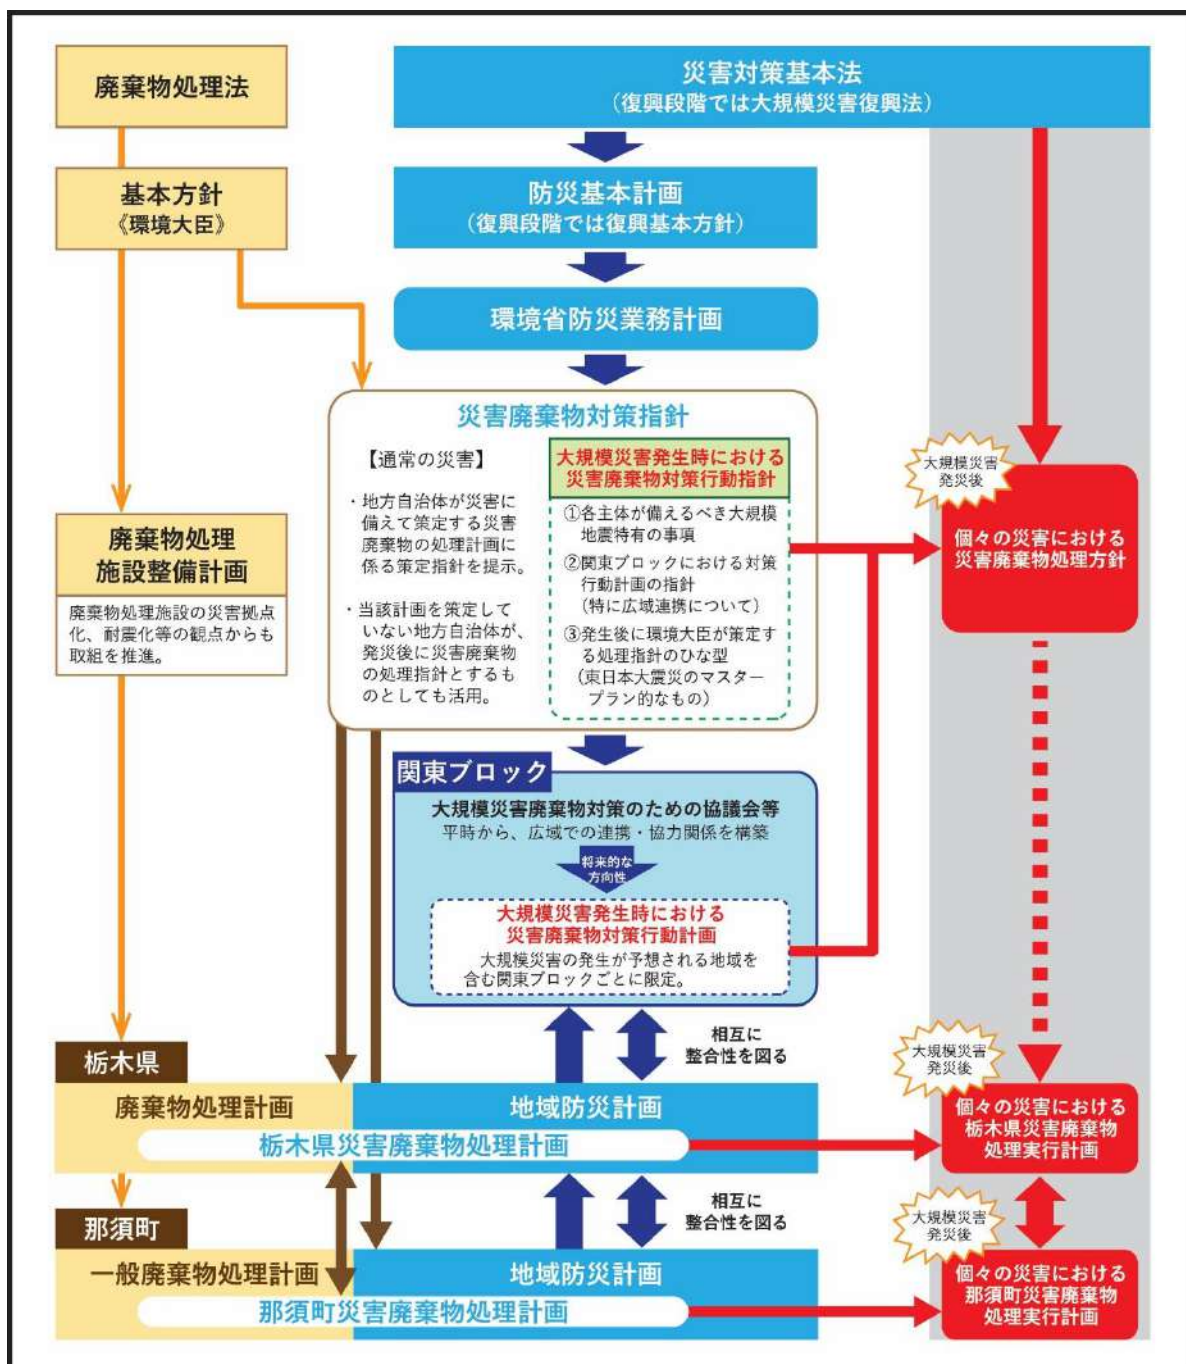 廃棄物処理法
災害対策基本法
（復興段階では大規模災害復興法）
基本方針
《環境大臣》
防災基本計画
（復興段階では復興基本方針）
環境省防災業務計画
災害廃棄物対策指針
【通常の災害】
・地方自治体が災害に
備えて策定する災害
廃棄物の処理計画に
係る策定指針を提示。
・当該計画を策定して
いない地方自治体が、
発災後に災害廃棄物
の処理指針とするも
のとしても活用。
大規模災害発生時における
災害廃棄物対策行動指針
①各主体が備えるべき大規模
地震特有の事項
②関東ブロックにおける対策
行動計画の指針
（特に広域連携について）
③発生後に環境大臣が策定す
る処理指針のひな型
（東日本大震災のマスター
プラン的なもの）
大規模災害
発災後
個々の災害における
災害廃棄物処理方針
廃棄物処理
施設整備計画
廃棄物処理施設の災害拠点
化、耐震化等の観点からも
取組を推進。
関東ブロック
大規模災害廃棄物対策のための協議会等
平時から、広域での連携・協力関係を構築
将来的な
方向性
大規模災害発生時における
災害廃棄物対策行動計画
大規模災害の発生が予想される地域を
含む関東ブロックごとに限定。
相互に
整合性を図る
栃木県
廃棄物処理計画
地域防災計画
栃木県災害廃棄物処理計画
大規模災害
発災後
個々の災害における
栃木県災害廃棄物
処理実行計画
相互に
整合性を図る
那須町
一般廃棄物処理計画
地域防災計画
那須町災害廃棄物処理計画
大規模災害
発災後
個々の災害における
那須町災害廃棄物
処理実行計画